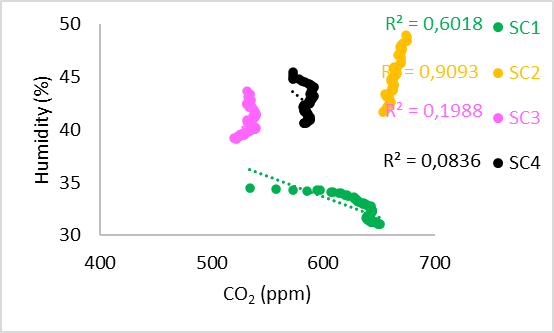 50
45
40
35
30
Humidity (%)
400
500
600
700
CO₂ (ppm)
R² = 0,6018
SC1
R² = 0,9093
SC2
R² = 0,1988
SC3
R² = 0,0836
SC4